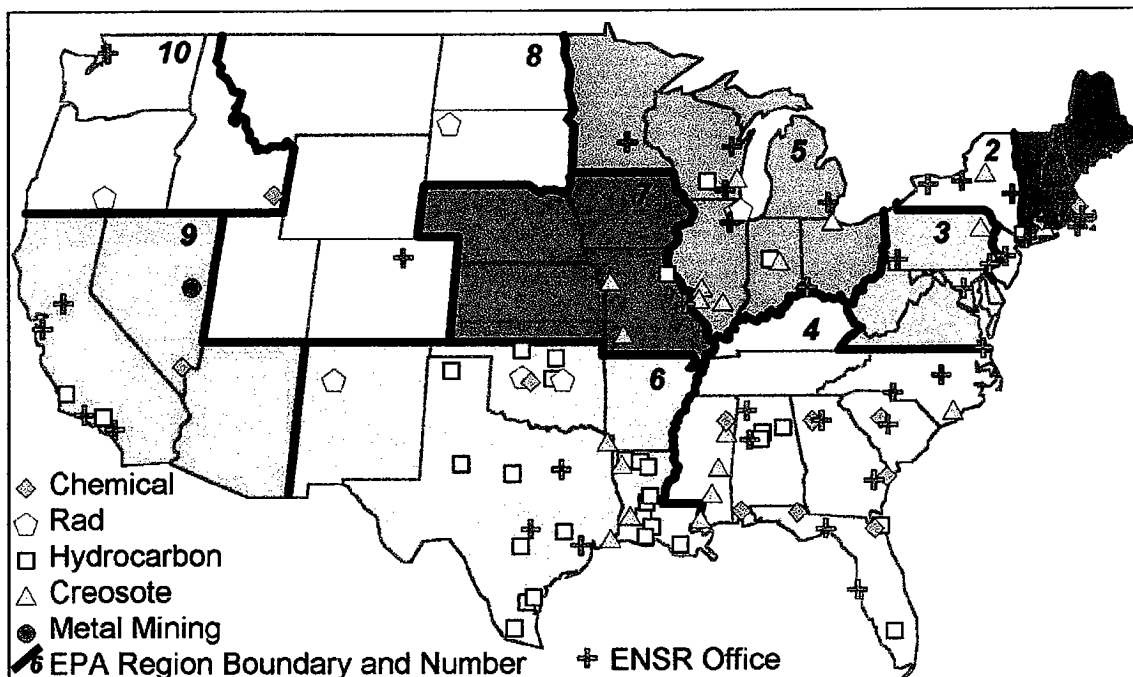 10
8
5
2
7
9
3
4
6
Chemical
Rad
Hydrocarbon
Creosote
Metal Mining
6 EPA Region Boundary and Number
ENSR Office